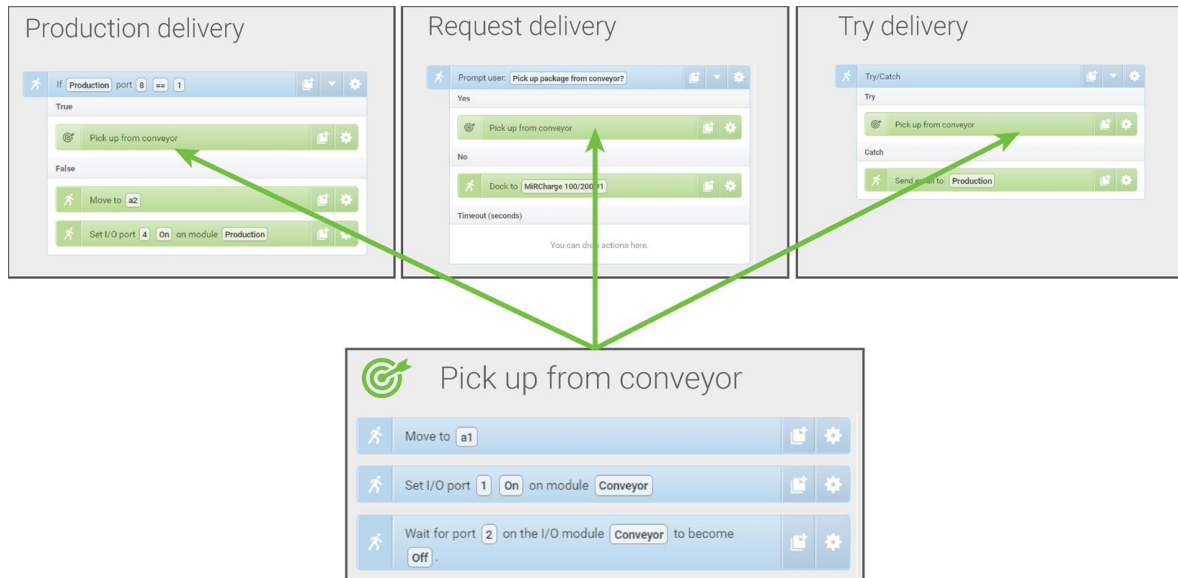 Production delivery
If Production port 8 == 1
True
Pick up from conveyor
False
Move to a2
Set I/O port 4 On on module Production
Request delivery
Prompt user: Pick up package from conveyor?
Yes
Pick up from conveyor
No
Dock to MiRCharge 100/200 #1
Timeout (seconds)
You can drop actions here.
Try delivery
Try/Catch
Try
Pick up from conveyor
Catch
Send email to Production
Pick up from conveyor
Move to a1
Set I/O port 1 On on module Conveyor
Wait for port 2 on the I/O module Conveyor to become
Off .